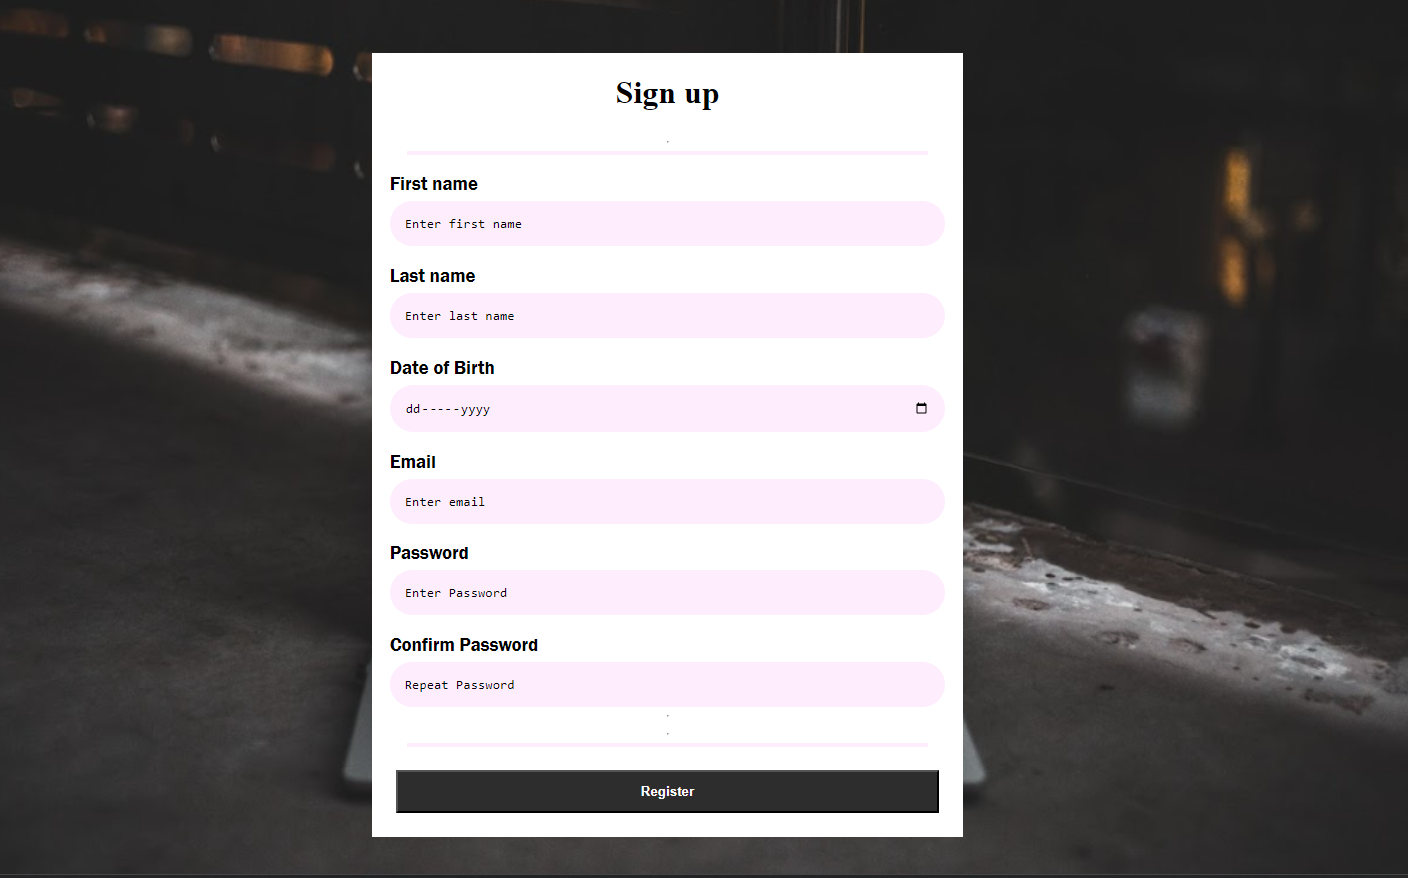 Sign up
.
First name
Enter first name
Last name
Enter last name
Date of Birth
dd-----yyyy
Email
Enter email
Password
Enter Password
Confirm Password
Repeat Password
.
.
Register